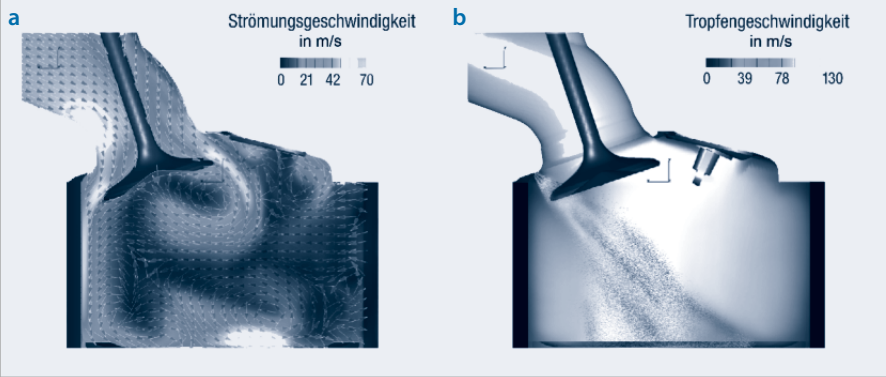 a
Strömungsgeschwindigkeit
in m/s
0 21 42 70
b
Tropfengeschwindigkeit
in m/s
0 39 78 130